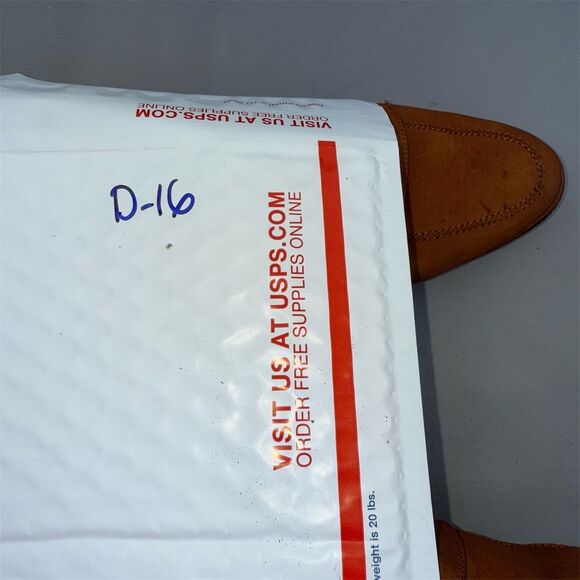 VISIT US AT USPS.COM
ORDER FREE SUPPLIES ONLINE
D-16
VISIT US AT USPS.COM
ORDER FREE SUPPLIES ONLINE
weight is 20 lbs.